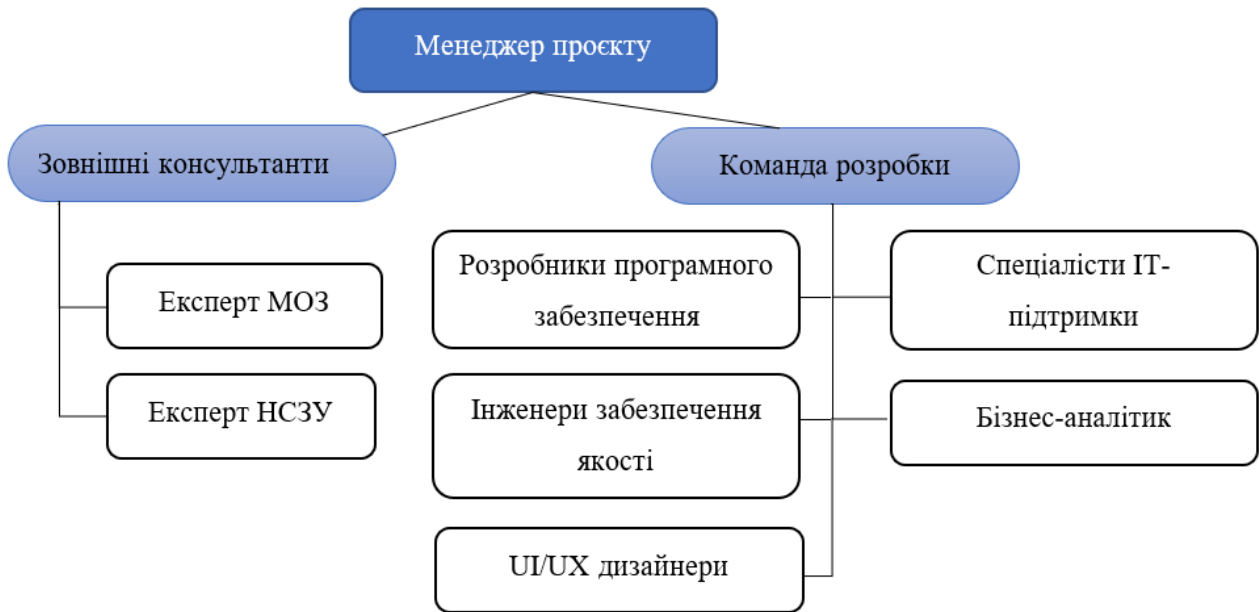 Менеджер проєкту
Зовнішні консультанти
Команда розробки
Експерт МОЗ
Експерт НСЗУ
Розробники програмного
забезпечення
Спеціалісти ІТ-
підтримки
Інженери забезпечення
якості
Бізнес-аналітик
UI/UX дизайнери